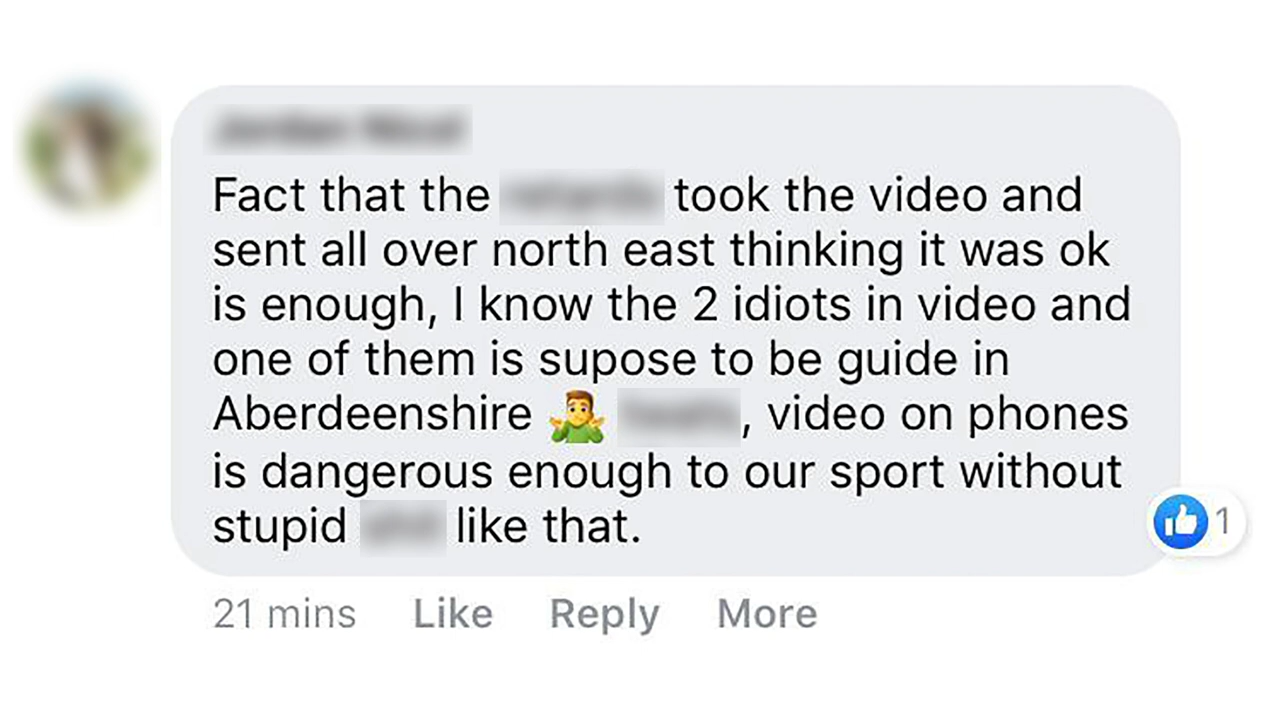 Fact that the took the video and
sent all over north east thinking it was ok
is enough, I know the 2 idiots in video and
one of them is supose to be guide in
Aberdeenshire 🤷‍♂️ , video on phones
is dangerous enough to our sport without
stupid like that.
1
21 mins Like Reply More